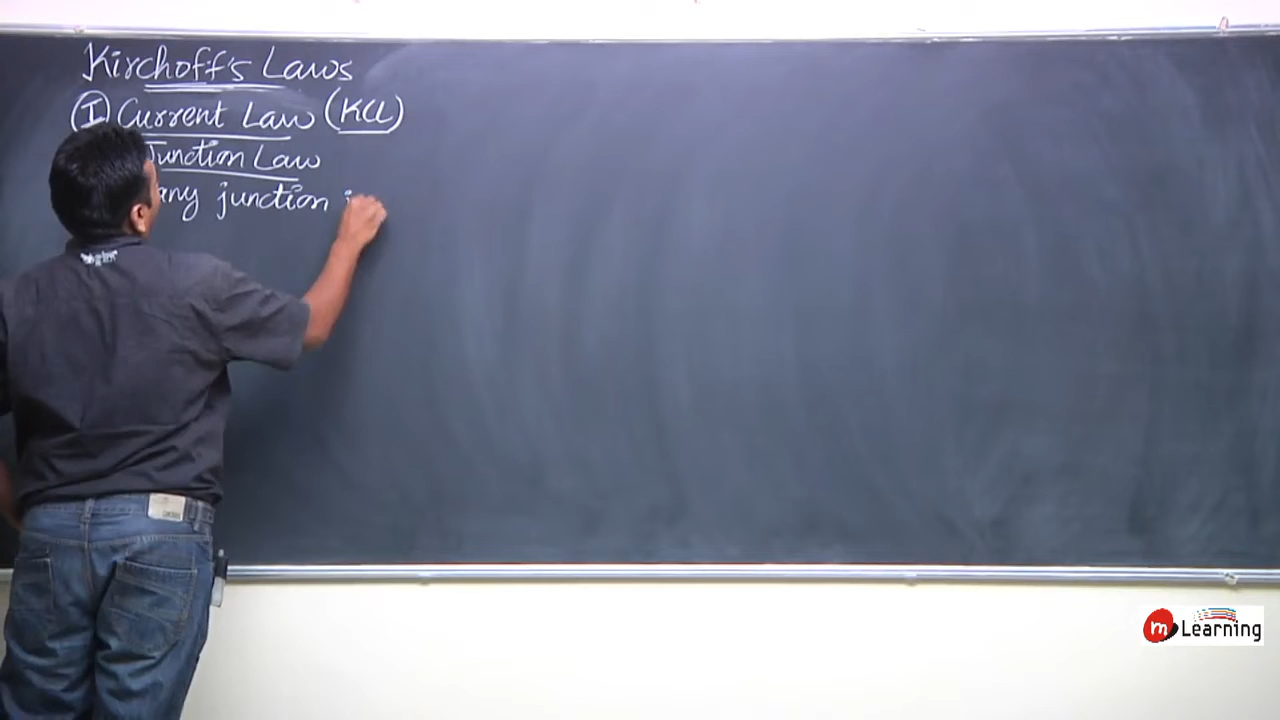 Kirchoff's Laws
(I) Current Law (KCL)
Junction Law
any junction
m Learning